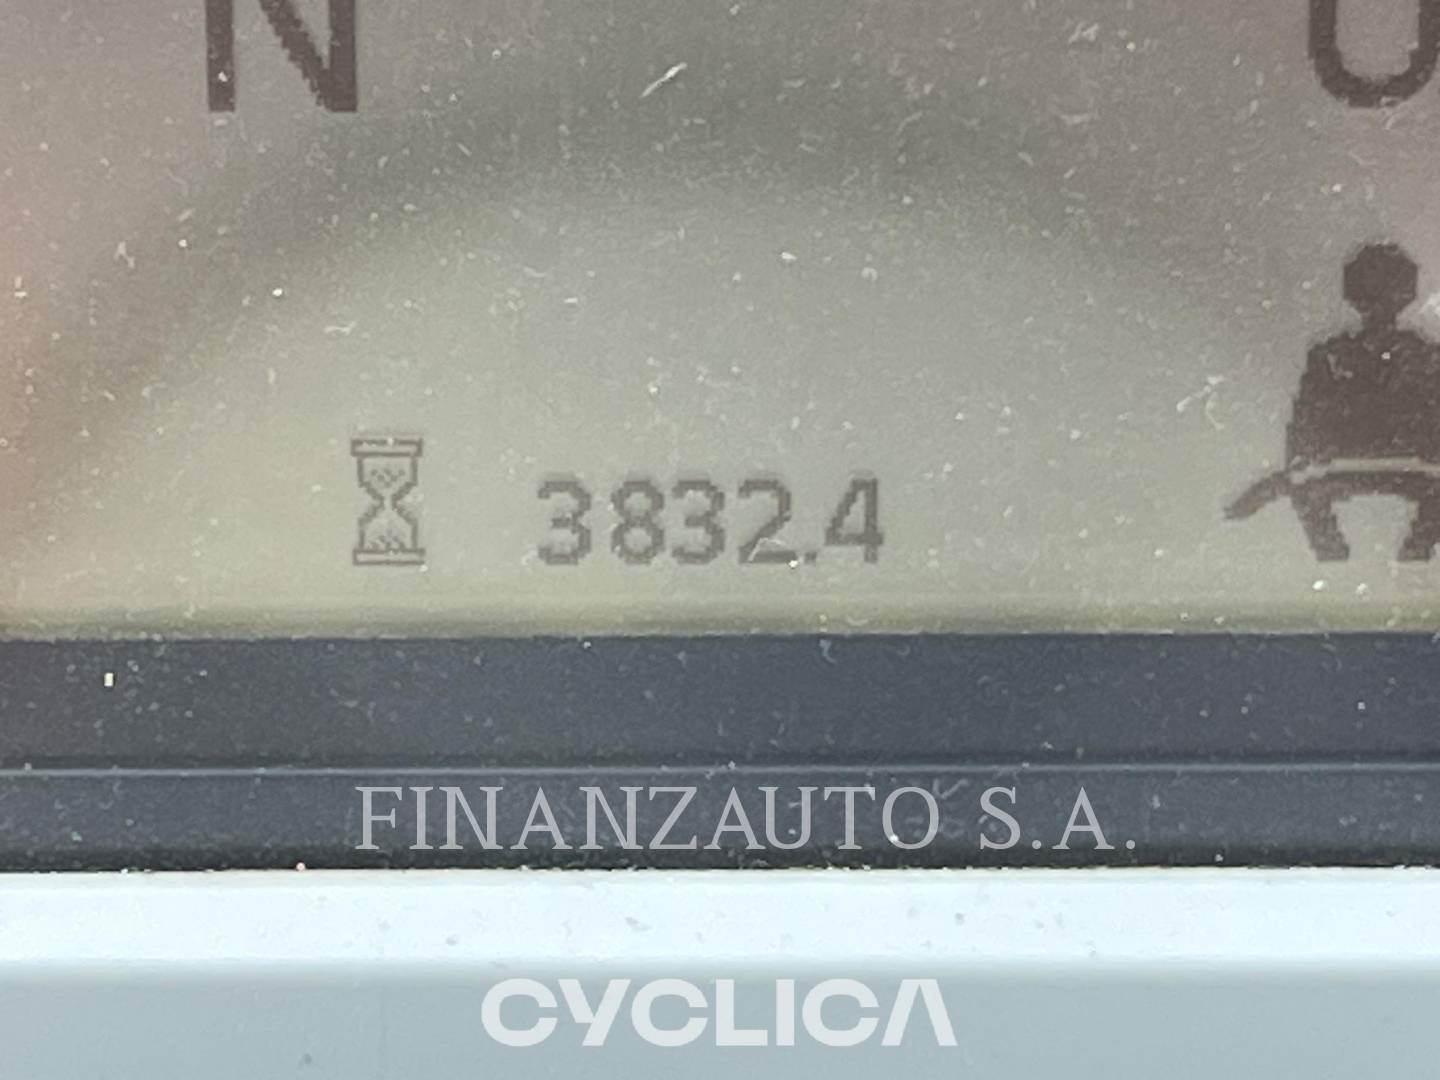 N
3832.4
FINANZAUTO S.A.
CYCLICA